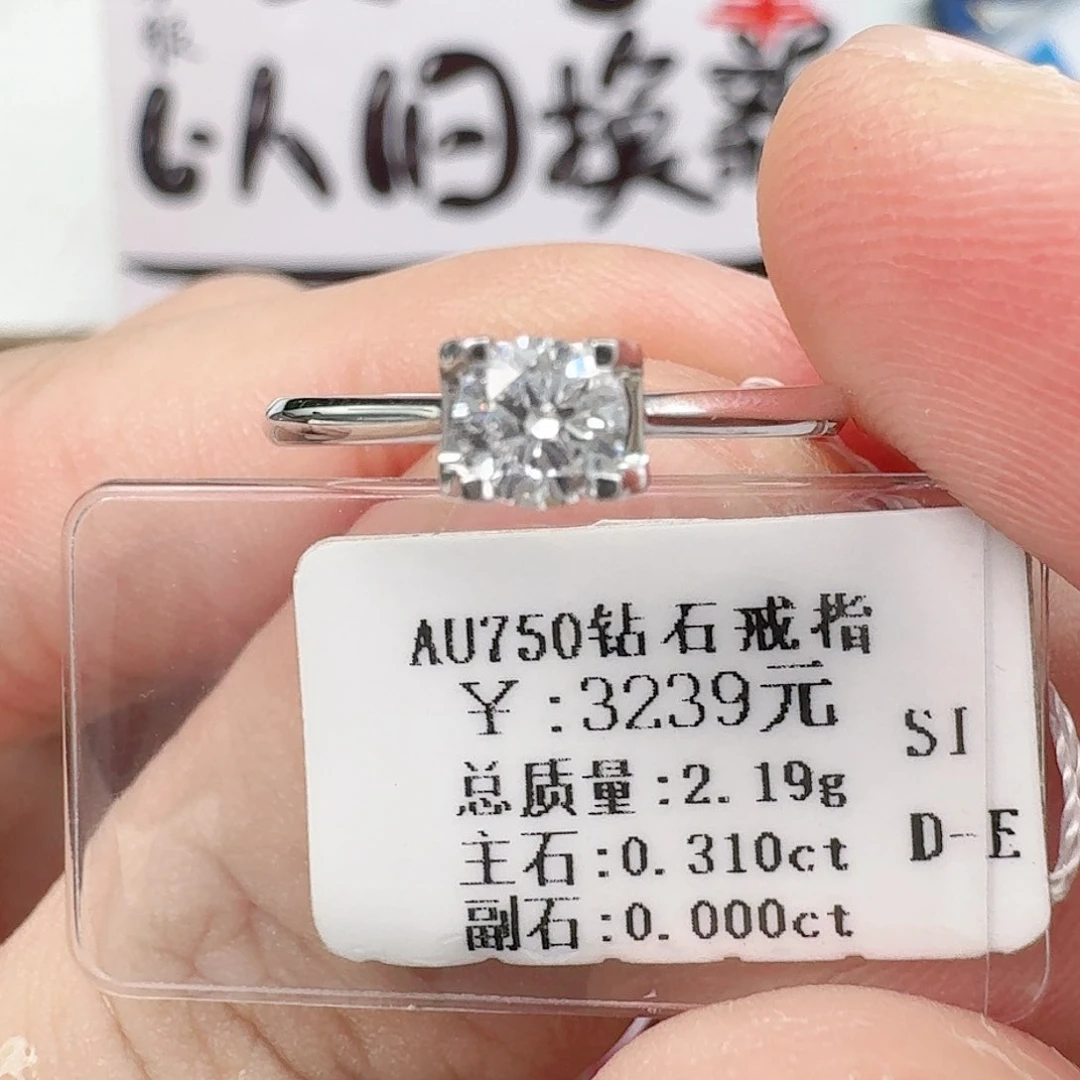 以旧换新
AU750钻石戒指
¥:3239元
总质量:2.19g
主石:0.310ct
副石:0.000ct
SI
D-E